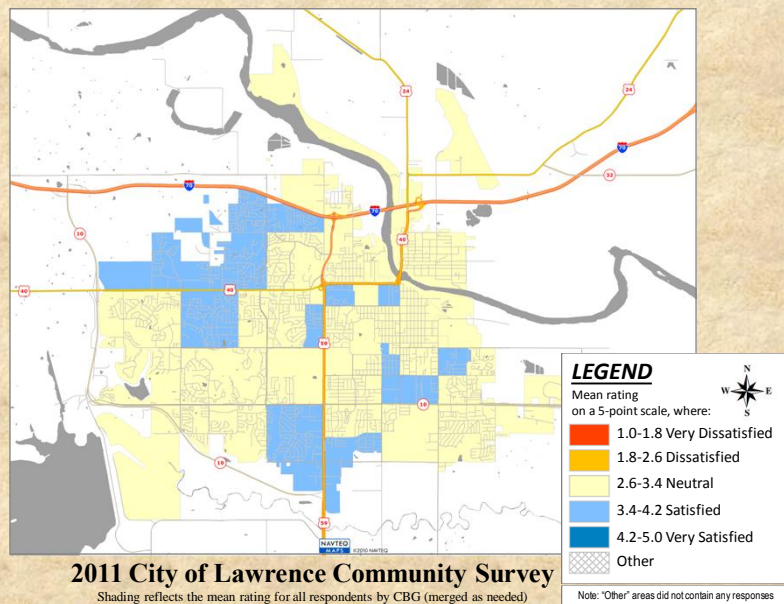 24
24
70
70
32
10
70
40
40
40
59
10
10
59
NAVTEQ
MAPS ©2010 NAVTEQ
LEGEND
Mean rating
on a 5-point scale, where:
N
W E
S
1.0-1.8 Very Dissatisfied
1.8-2.6 Dissatisfied
2.6-3.4 Neutral
3.4-4.2 Satisfied
4.2-5.0 Very Satisfied
Other
2011 City of Lawrence Community Survey
Shading reflects the mean rating for all respondents by CBG (merged as needed)
Note: "Other" areas did not contain any responses